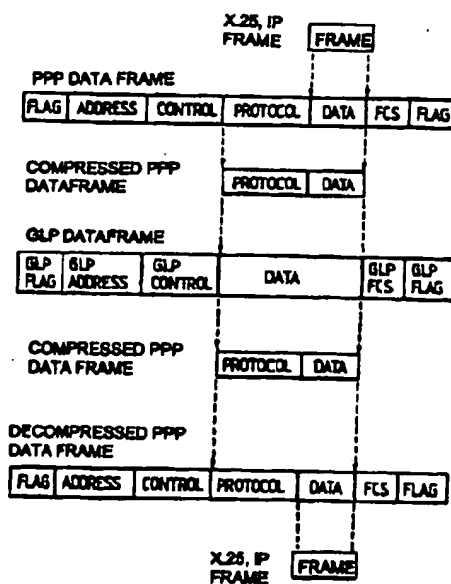 X.25, IP
FRAME FRAME
PPP DATA FRAME
FLAG ADDRESS CONTROL PROTOCOL DATA FCS FLAG
COMPRESSED PPP
DATAFRAME
PROTOCOL DATA
GLP DATAFRAME
GLP FLAG GLP ADDRESS GLP CONTROL DATA GLP FCS GLP FLAG
COMPRESSED PPP
DATA FRAME
PROTOCOL DATA
DECOMPRESSED PPP
DATA FRAME
FLAG ADDRESS CONTROL PROTOCOL DATA FCS FLAG
X.25, IP
FRAME FRAME